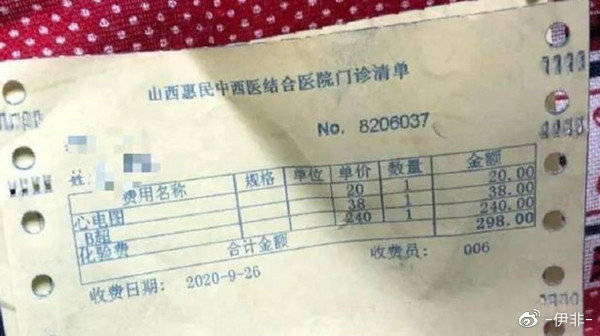 山西惠民中西医结合医院门诊清单
No. 8206037
姓
费用名称 规格 单位 单价 数量 金额
心电图 20 1 20.00
B超 38 1 38.00
化验费 240 1 240.00
合计金额 298.00
收费日期: 2020-9-26 收费员: 006
-伊非-